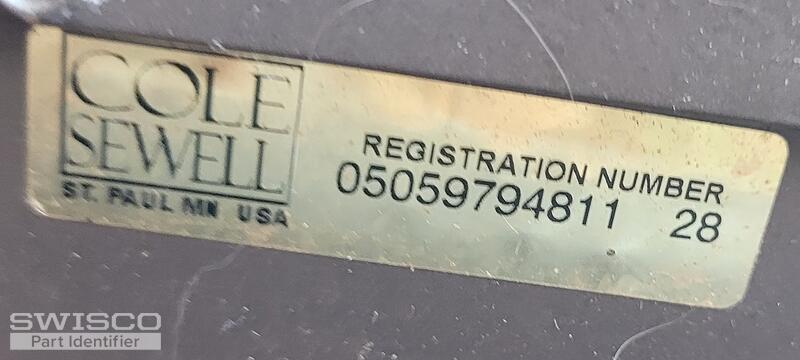 COLE
SEWELL
ST. PAUL MN USA
REGISTRATION NUMBER
05059794811 28
SWISCO
Part Identifier